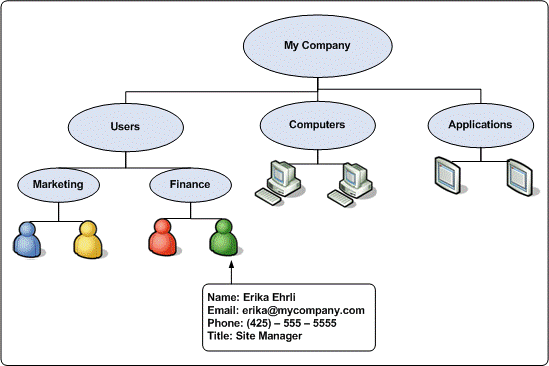 My Company
Users
Computers
Applications
Marketing
Finance
Name: Erika Ehrli
Email: erika@mycompany.com
Phone: (425) – 555 – 5555
Title: Site Manager